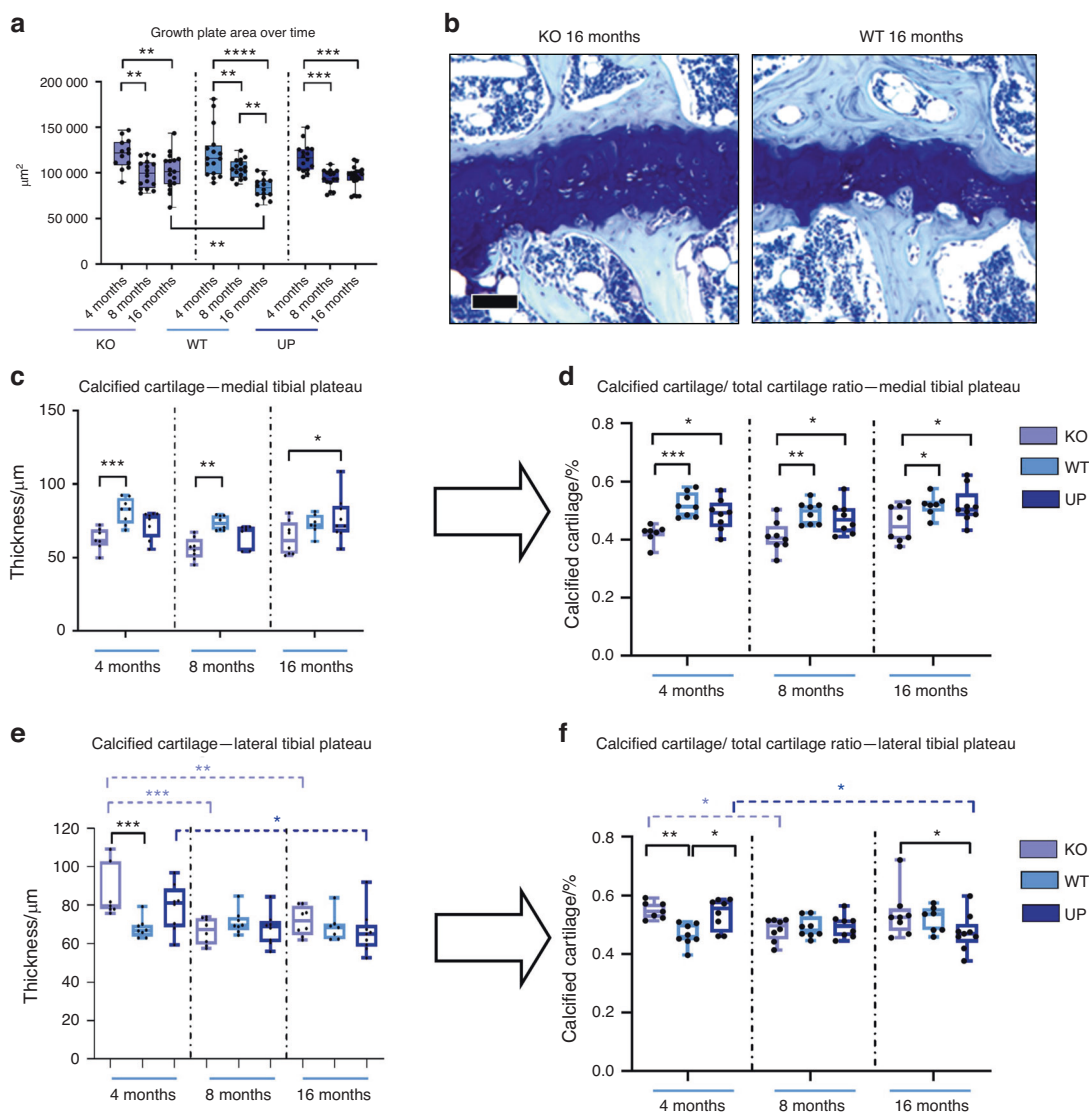 a
Growth plate area over time
** **** ***
** ** ** ***
200 000
150 000
100 000
50 000
0
μm²
**
4 months 8 months 16 months 4 months 8 months 16 months 4 months 8 months 16 months
KO WT UP
b
KO 16 months WT 16 months
c
Calcified cartilage—medial tibial plateau
150
100
50
0
Thickness/μm
*** ** *
4 months 8 months 16 months
d
Calcified cartilage/ total cartilage ratio—medial tibial plateau
0.8
0.6
0.4
0.2
0.0
Calcified cartilage/%
* * *
*** ** *
4 months 8 months 16 months
KO
WT
UP
e
Calcified cartilage—lateral tibial plateau
**
***
*** *
120
100
80
60
40
20
0
Thickness/μm
4 months 8 months 16 months
f
Calcified cartilage/ total cartilage ratio—lateral tibial plateau
* *
** * *
0.8
0.6
0.4
0.2
0.0
Calcified cartilage/%
4 months 8 months 16 months
KO
WT
UP